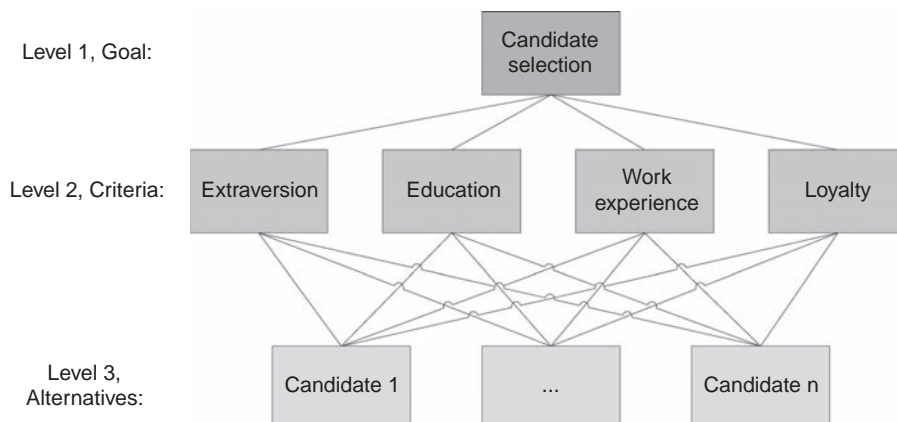 Level 1, Goal:
Candidate
selection
Level 2, Criteria:
Extraversion
Education
Work
experience
Loyalty
Level 3,
Alternatives:
Candidate 1
...
Candidate n